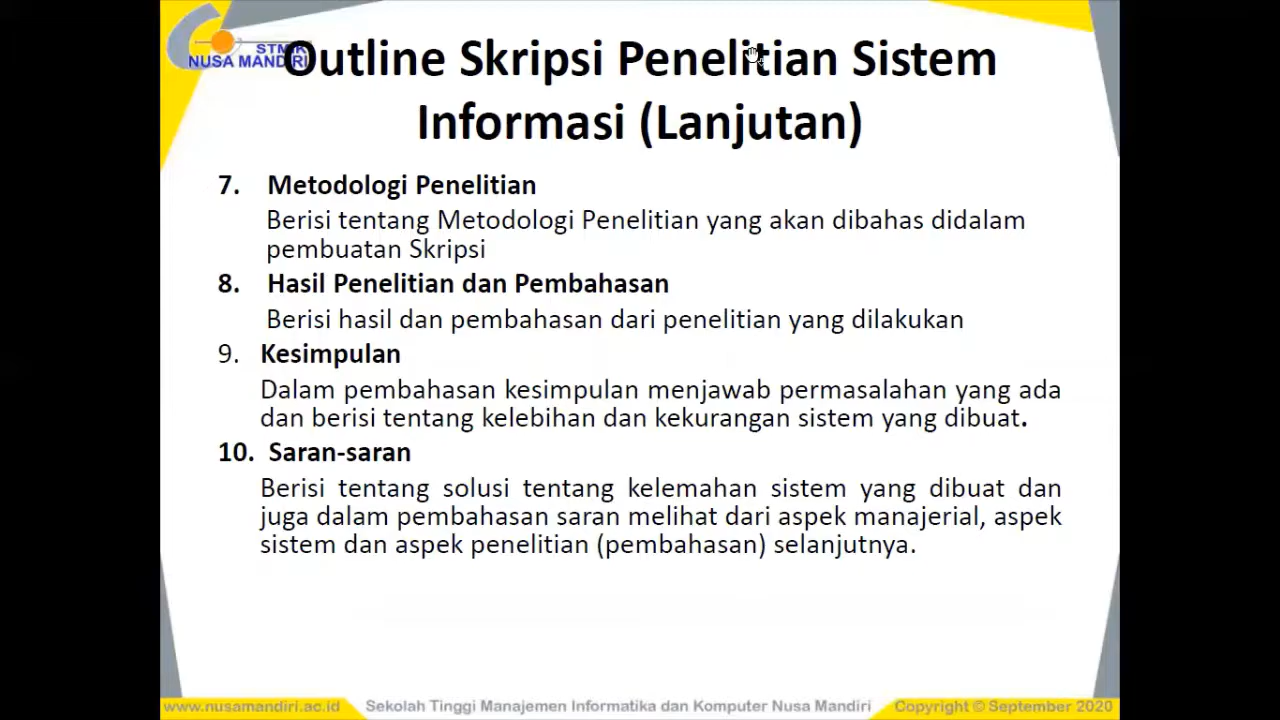 STMIK
NUSA MANDIRI
Outline Skripsi Penelitian Sistem
Informasi (Lanjutan)
7. Metodologi Penelitian
Berisi tentang Metodologi Penelitian yang akan dibahas didalam
pembuatan Skripsi
8. Hasil Penelitian dan Pembahasan
Berisi hasil dan pembahasan dari penelitian yang dilakukan
9. Kesimpulan
Dalam pembahasan kesimpulan menjawab permasalahan yang ada
dan berisi tentang kelebihan dan kekurangan sistem yang dibuat.
10. Saran-saran
Berisi tentang solusi tentang kelemahan sistem yang dibuat dan
juga dalam pembahasan saran melihat dari aspek manajerial, aspek
sistem dan aspek penelitian (pembahasan) selanjutnya.
www.nusamandiri.ac.id Sekolah Tinggi Manajemen Informatika dan Komputer Nusa Mandiri Copyright © September 2020